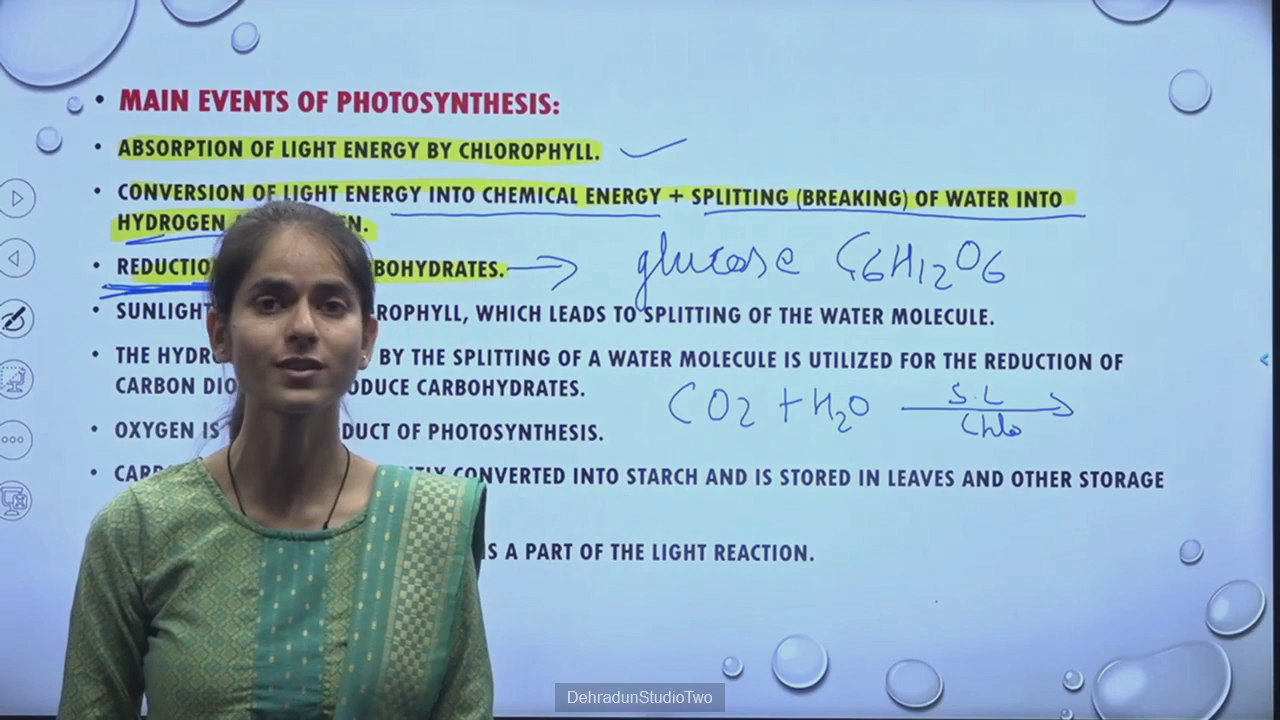 • MAIN EVENTS OF PHOTOSYNTHESIS:
• ABSORPTION OF LIGHT ENERGY BY CHLOROPHYLL.
• CONVERSION OF LIGHT ENERGY INTO CHEMICAL ENERGY + SPLITTING (BREAKING) OF WATER INTO
HYDROGEN
• BOHYDRATES.
glucose C6H12O6
• SUNLIGHT ROPHYLL, WHICH LEADS TO SPLITTING OF THE WATER MOLECULE.
• THE HYDR BY THE SPLITTING OF A WATER MOLECULE IS UTILIZED FOR THE REDUCTION OF
CARBON DIO ODUCE CARBOHYDRATES.
S.L
CO2 + H2O
Chlo
• OXYGEN IS DUCT OF PHOTOSYNTHESIS.
• CARB CONVERTED INTO STARCH AND IS STORED IN LEAVES AND OTHER STORAGE
IS A PART OF THE LIGHT REACTION.
DehradunStudioTwo